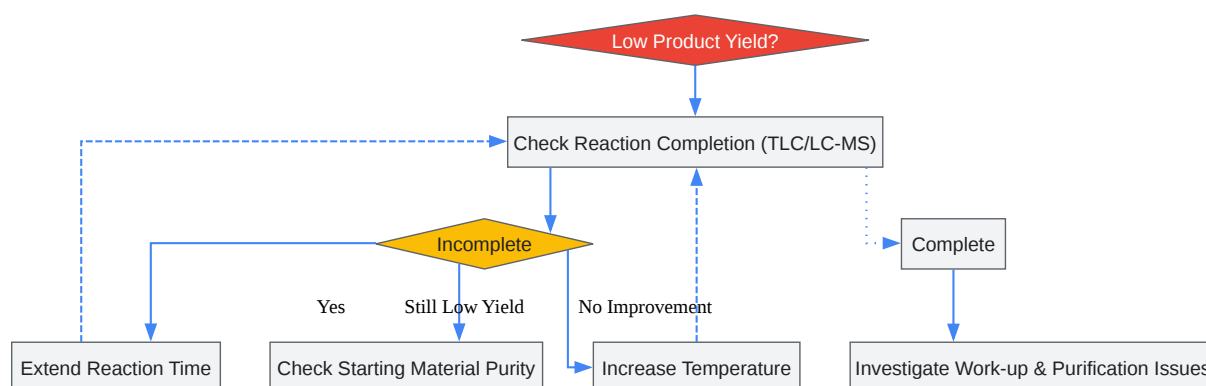 Low Product Yield?
Check Reaction Completion (TLC/LC-MS)
Incomplete
Complete
Yes
Still Low Yield
No Improvement
Extend Reaction Time
Check Starting Material Purity
Increase Temperature
Investigate Work-up & Purification Issues